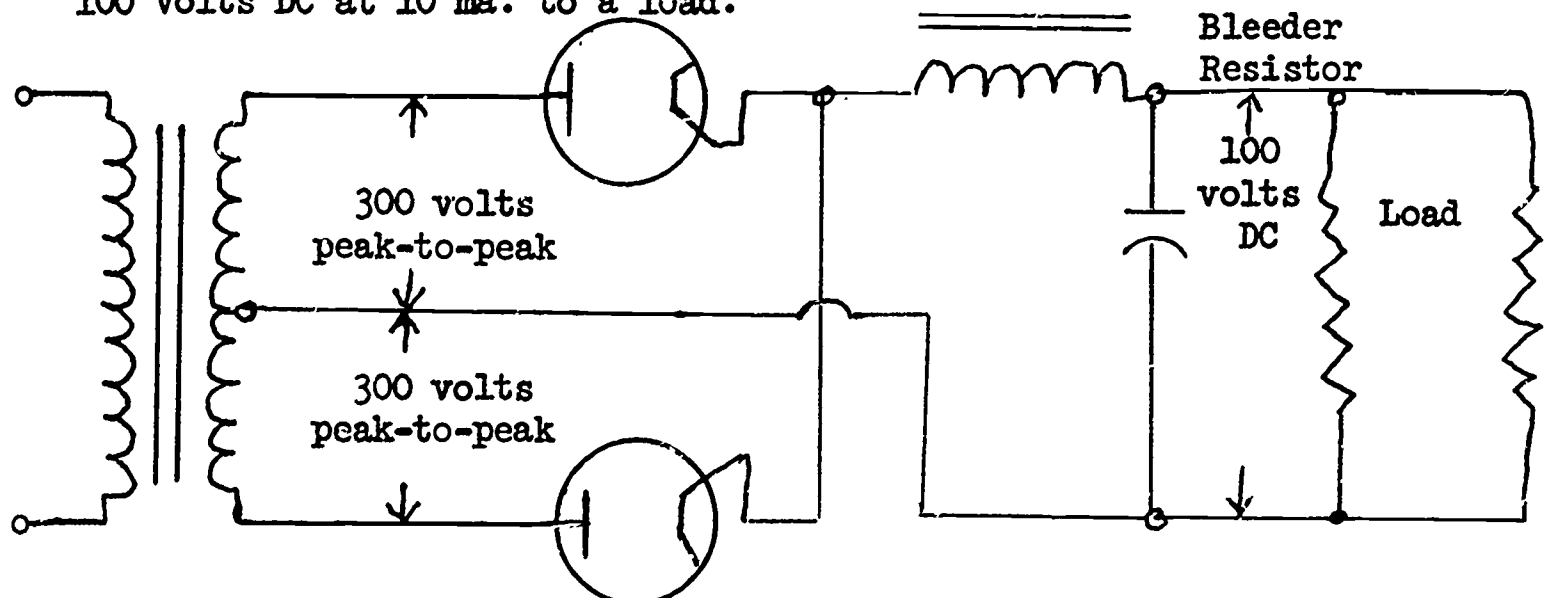 100 volts DC at 10 ma. to a load.
Bleeder
Resistor
300 volts
peak-to-peak
100
volts
DC
Load
300 volts
peak-to-peak